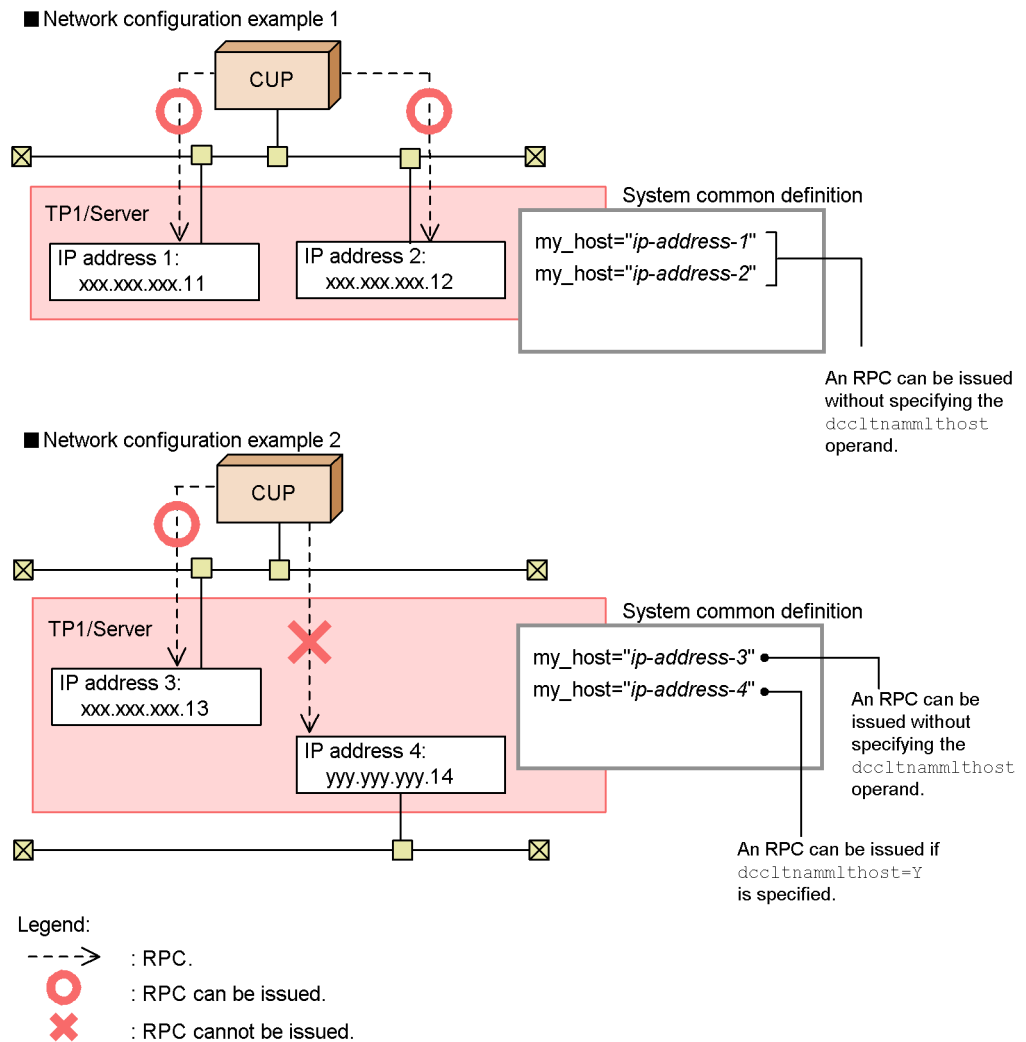 ■ Network configuration example 1
CUP
TP1/Server
System common definition
IP address 1:
xxx.xxx.xxx.11
IP address 2:
xxx.xxx.xxx.12
my_host="ip-address-1"
my_host="ip-address-2"
An RPC can be issued
without specifying the
dccltnammlthost
operand.
■ Network configuration example 2
CUP
TP1/Server
System common definition
IP address 3:
xxx.xxx.xxx.13
IP address 4:
yyy.yyy.yyy.14
my_host="ip-address-3"
my_host="ip-address-4"
An RPC can be
issued without
specifying the
dccltnammlthost
operand.
An RPC can be issued if
dccltnammlthost=Y
is specified.
Legend:
: RPC.
: RPC can be issued.
: RPC cannot be issued.